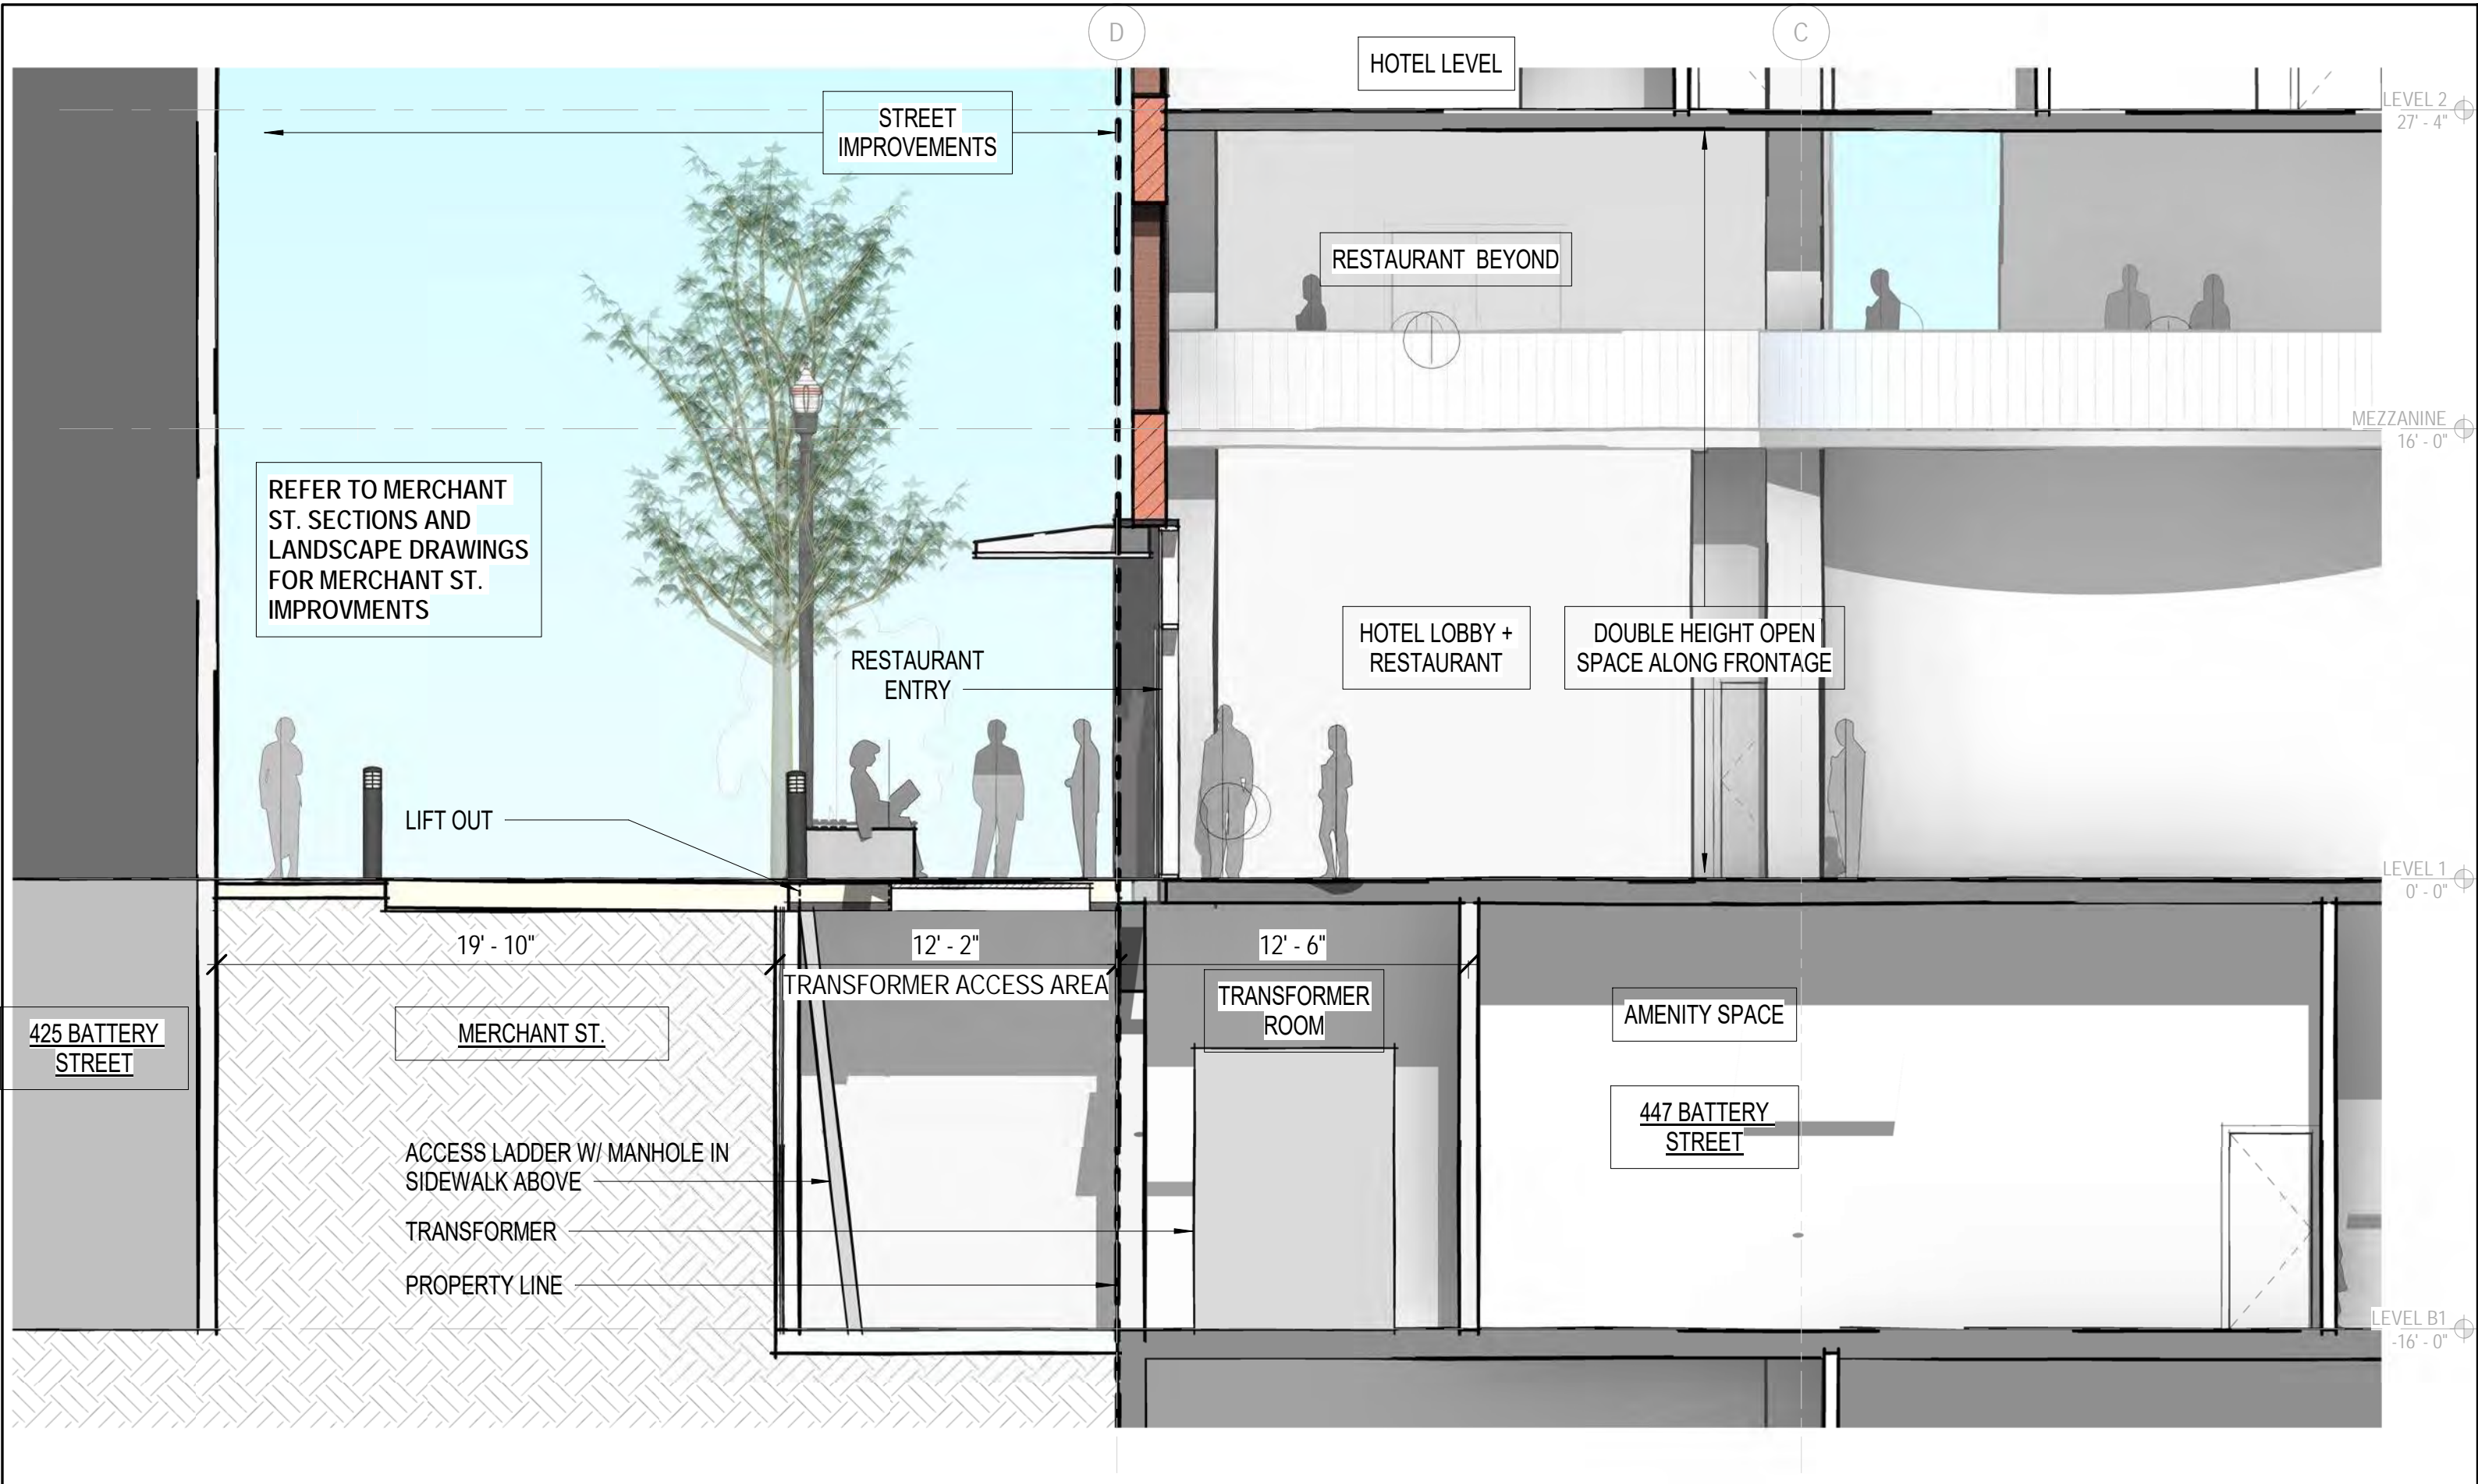 D
C
HOTEL LEVEL
STREET
IMPROVEMENTS
LEVEL 2
27' - 4"
RESTAURANT BEYOND
MEZZANINE
16' - 0"
REFER TO MERCHANT
ST. SECTIONS AND
LANDSCAPE DRAWINGS
FOR MERCHANT ST.
IMPROVMENTS
RESTAURANT
ENTRY
HOTEL LOBBY +
RESTAURANT
DOUBLE HEIGHT OPEN
SPACE ALONG FRONTAGE
LIFT OUT
LEVEL 1
0' - 0"
19' - 10"
12' - 2"
12' - 6"
TRANSFORMER ACCESS AREA
TRANSFORMER
ROOM
AMENITY SPACE
425 BATTERY
STREET
MERCHANT ST.
447 BATTERY
STREET
ACCESS LADDER W/ MANHOLE IN
SIDEWALK ABOVE
TRANSFORMER
PROPERTY LINE
LEVEL B1
-16' - 0"